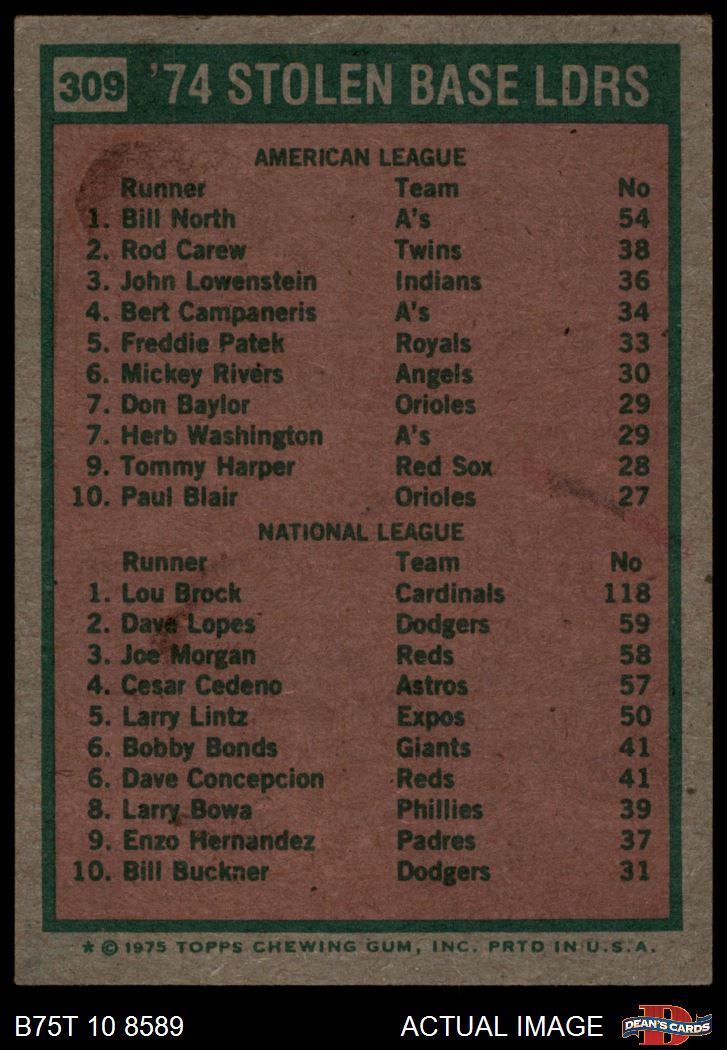 309 '74 STOLEN BASE LDRS
AMERICAN LEAGUE
Runner Team No
1. Bill North A's 54
2. Rod Carew Twins 38
3. John Lowenstein Indians 36
4. Bert Campaneris A's 34
5. Freddie Patek Royals 33
6. Mickey Rivers Angels 30
7. Don Baylor Orioles 29
7. Herb Washington A's 29
9. Tommy Harper Red Sox 28
10. Paul Blair Orioles 27
NATIONAL LEAGUE
Runner Team No
1. Lou Brock Cardinals 118
2. Dave Lopes Dodgers 59
3. Joe Morgan Reds 58
4. Cesar Cedeno Astros 57
5. Larry Lintz Expos 50
6. Bobby Bonds Giants 41
6. Dave Concepcion Reds 41
8. Larry Bowa Phillies 39
9. Enzo Hernandez Padres 37
10. Bill Buckner Dodgers 31
* © 1975 TOPPS CHEWING GUM, INC. PRTD IN U.S.A.
B75T 10 8589 ACTUAL IMAGE D DEAN'S CARDS